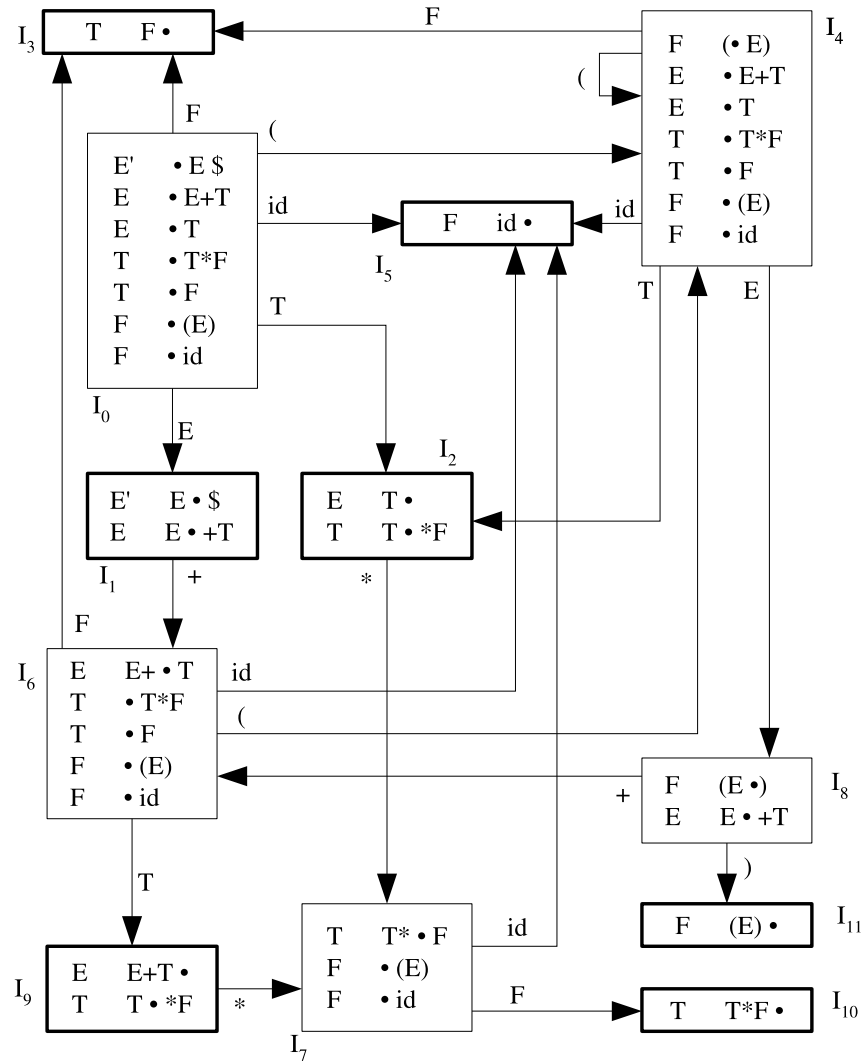 I3
T F •
F
I4
F (• E)
E • E+T
E • T
T • T*F
T • F
F • (E)
F • id
(
F
(
E' • E $
E • E+T
E • T
T • T*F
T • F
F • (E)
F • id
I0
id
F id •
I5
id
T
T
E
E
I2
E' E • $
E E • +T
I1
E T •
T T • *F
+
*
F
I6
E E+ • T
T • T*F
T • F
F • (E)
F • id
id
(
+
F (E •)
E E • +T
I8
)
T
F (E) •
I11
I9
E E+T •
T T • *F
*
T T* • F
F • (E)
F • id
I7
id
F
T T*F •
I10